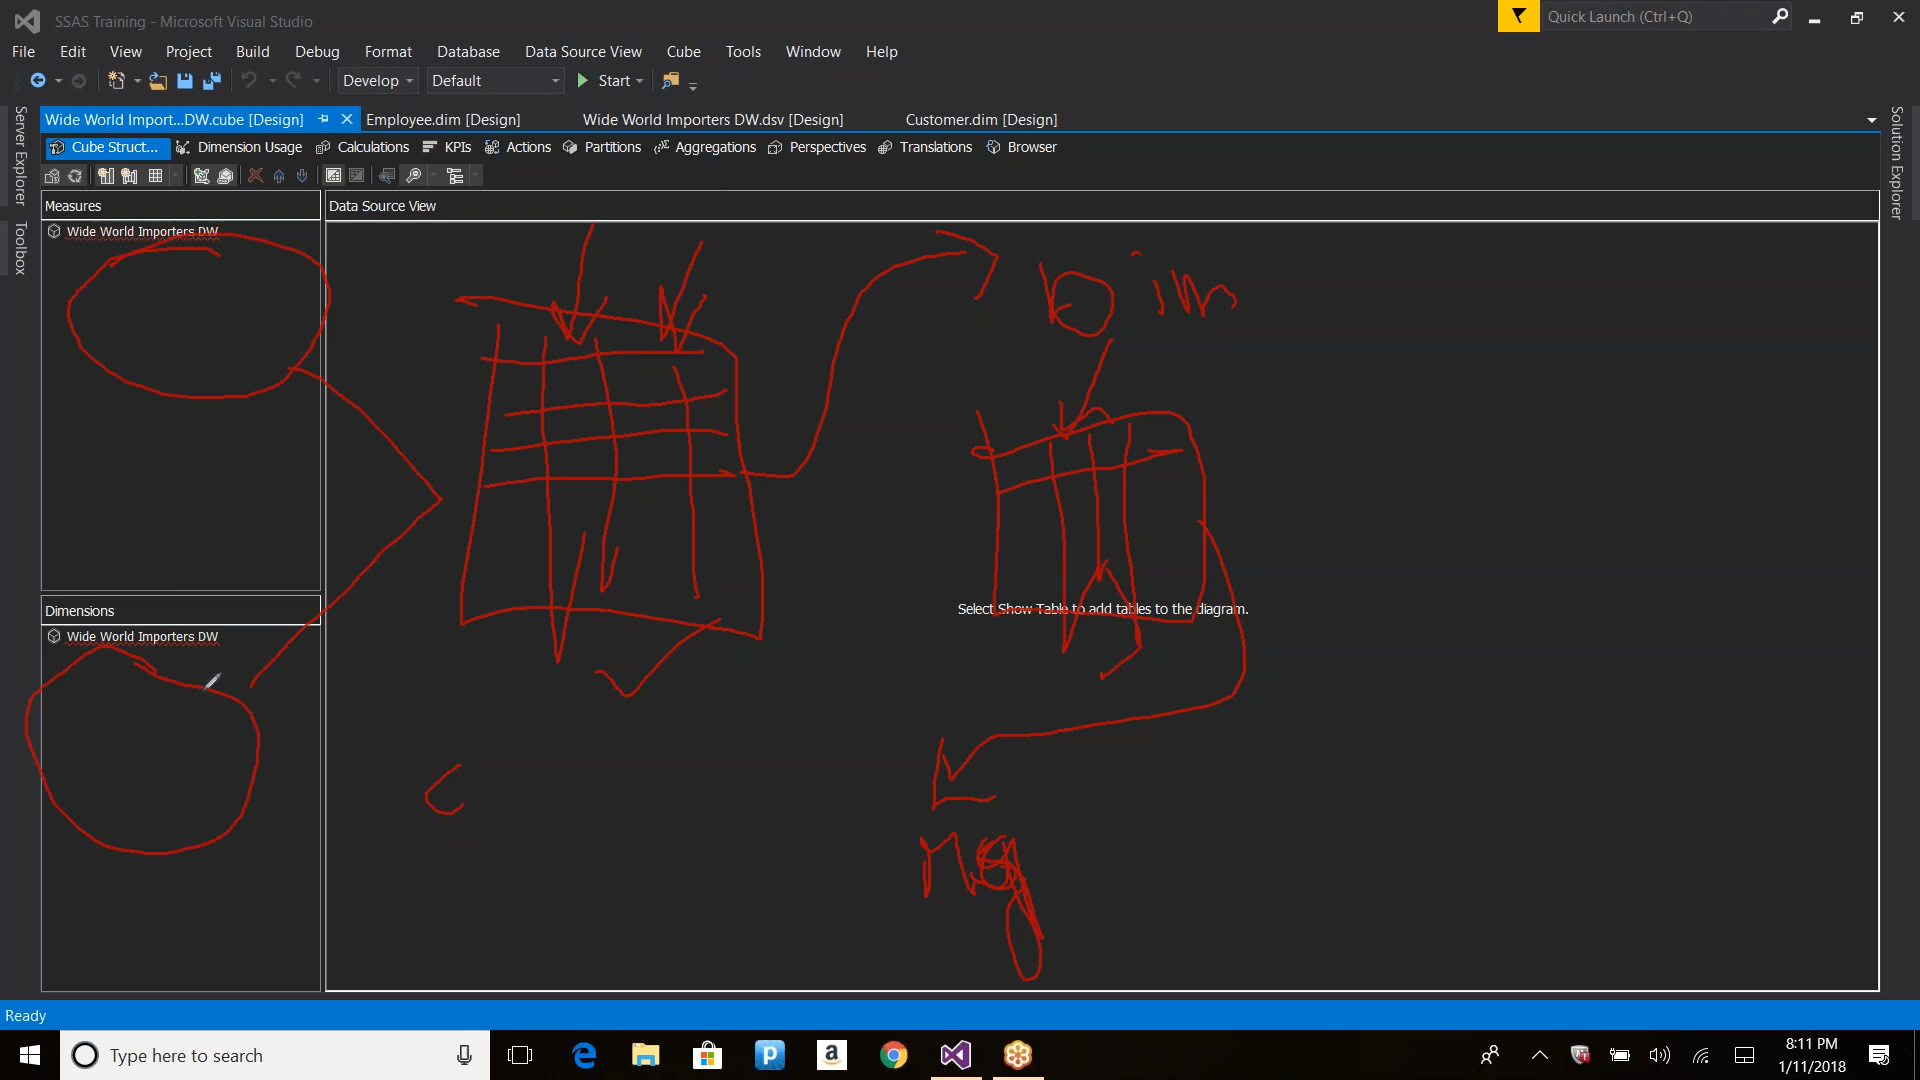 SSAS Training - Microsoft Visual Studio
Quick Launch (Ctrl+Q)
File Edit View Project Build Debug Format Database Data Source View Cube Tools Window Help
Develop Default Start
Server Explorer
Toolbox
Solution Explorer
Wide World Import...DW.cube [Design] Employee.dim [Design] Wide World Importers DW.dsv [Design] Customer.dim [Design]
Cube Struct... Dimension Usage Calculations KPIs Actions Partitions Aggregations Perspectives Translations Browser
Measures
Wide World Importers DW
Data Source View
Dim
Select Show Table to add tables to the diagram.
Dimensions
Wide World Importers DW
C
Ready
Type here to search
p
a
8:11 PM
1/11/2018